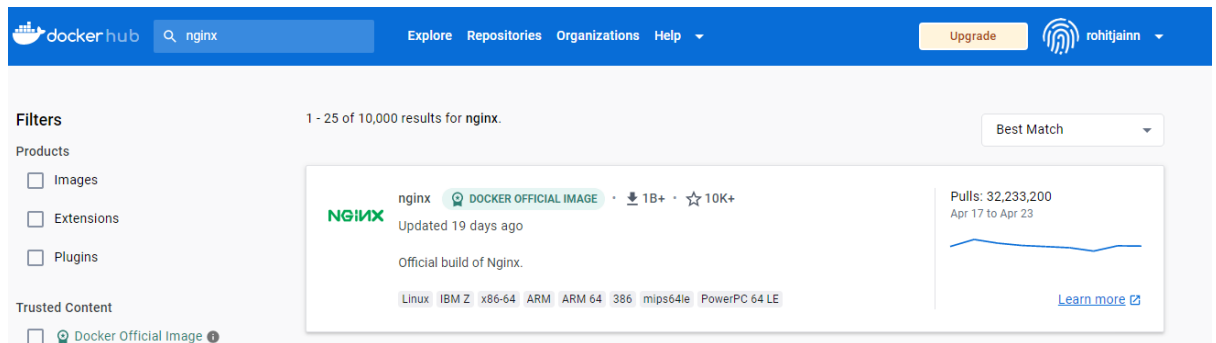 dockerhub nginx Explore Repositories Organizations Help Upgrade rohitjainn
Filters
Products
Images
Extensions
Plugins
Trusted Content
Docker Official Image
1 - 25 of 10,000 results for nginx.
Best Match
NGINX
nginx DOCKER OFFICIAL IMAGE · 1B+ · 10K+
Updated 19 days ago
Official build of Nginx.
Linux IBM Z x86-64 ARM ARM 64 386 mips64le PowerPC 64 LE
Pulls: 32,233,200
Apr 17 to Apr 23
Learn more